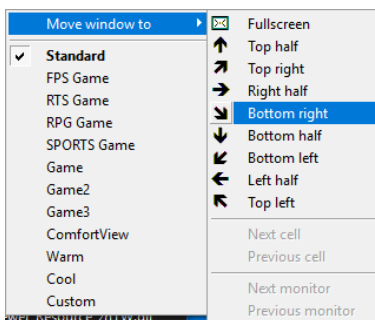 Move window to
Standard
FPS Game
RTS Game
RPG Game
SPORTS Game
Game
Game2
Game3
ComfortView
Warm
Cool
Custom
Fullscreen
Top half
Top right
Right half
Bottom right
Bottom half
Bottom left
Left half
Top left
Next cell
Previous cell
Next monitor
Previous monitor